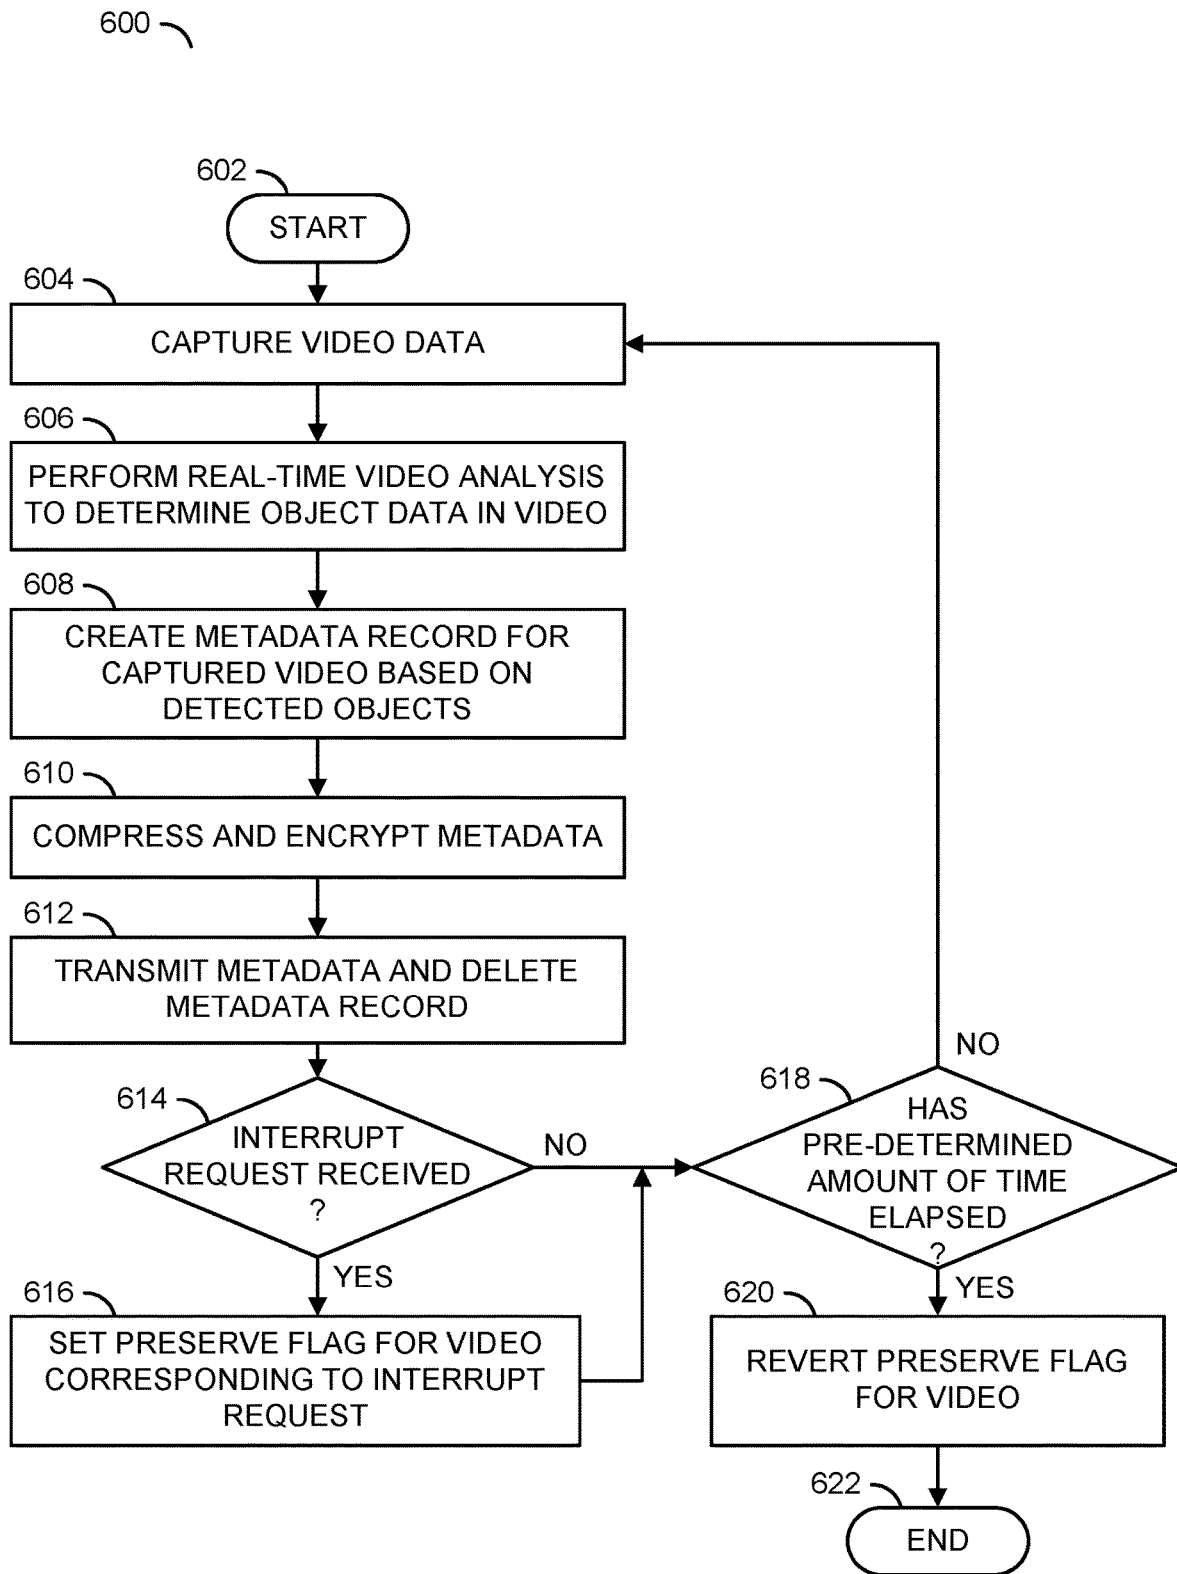 600
602
START
604
CAPTURE VIDEO DATA
606
PERFORM REAL-TIME VIDEO ANALYSIS
TO DETERMINE OBJECT DATA IN VIDEO
608
CREATE METADATA RECORD FOR
CAPTURED VIDEO BASED ON
DETECTED OBJECTS
610
COMPRESS AND ENCRYPT METADATA
612
TRANSMIT METADATA AND DELETE
METADATA RECORD
614
INTERRUPT
REQUEST RECEIVED
?
NO
YES
616
SET PRESERVE FLAG FOR VIDEO
CORRESPONDING TO INTERRUPT
REQUEST
618
HAS
PRE-DETERMINED
AMOUNT OF TIME
ELAPSED
?
NO
YES
620
REVERT PRESERVE FLAG
FOR VIDEO
622
END